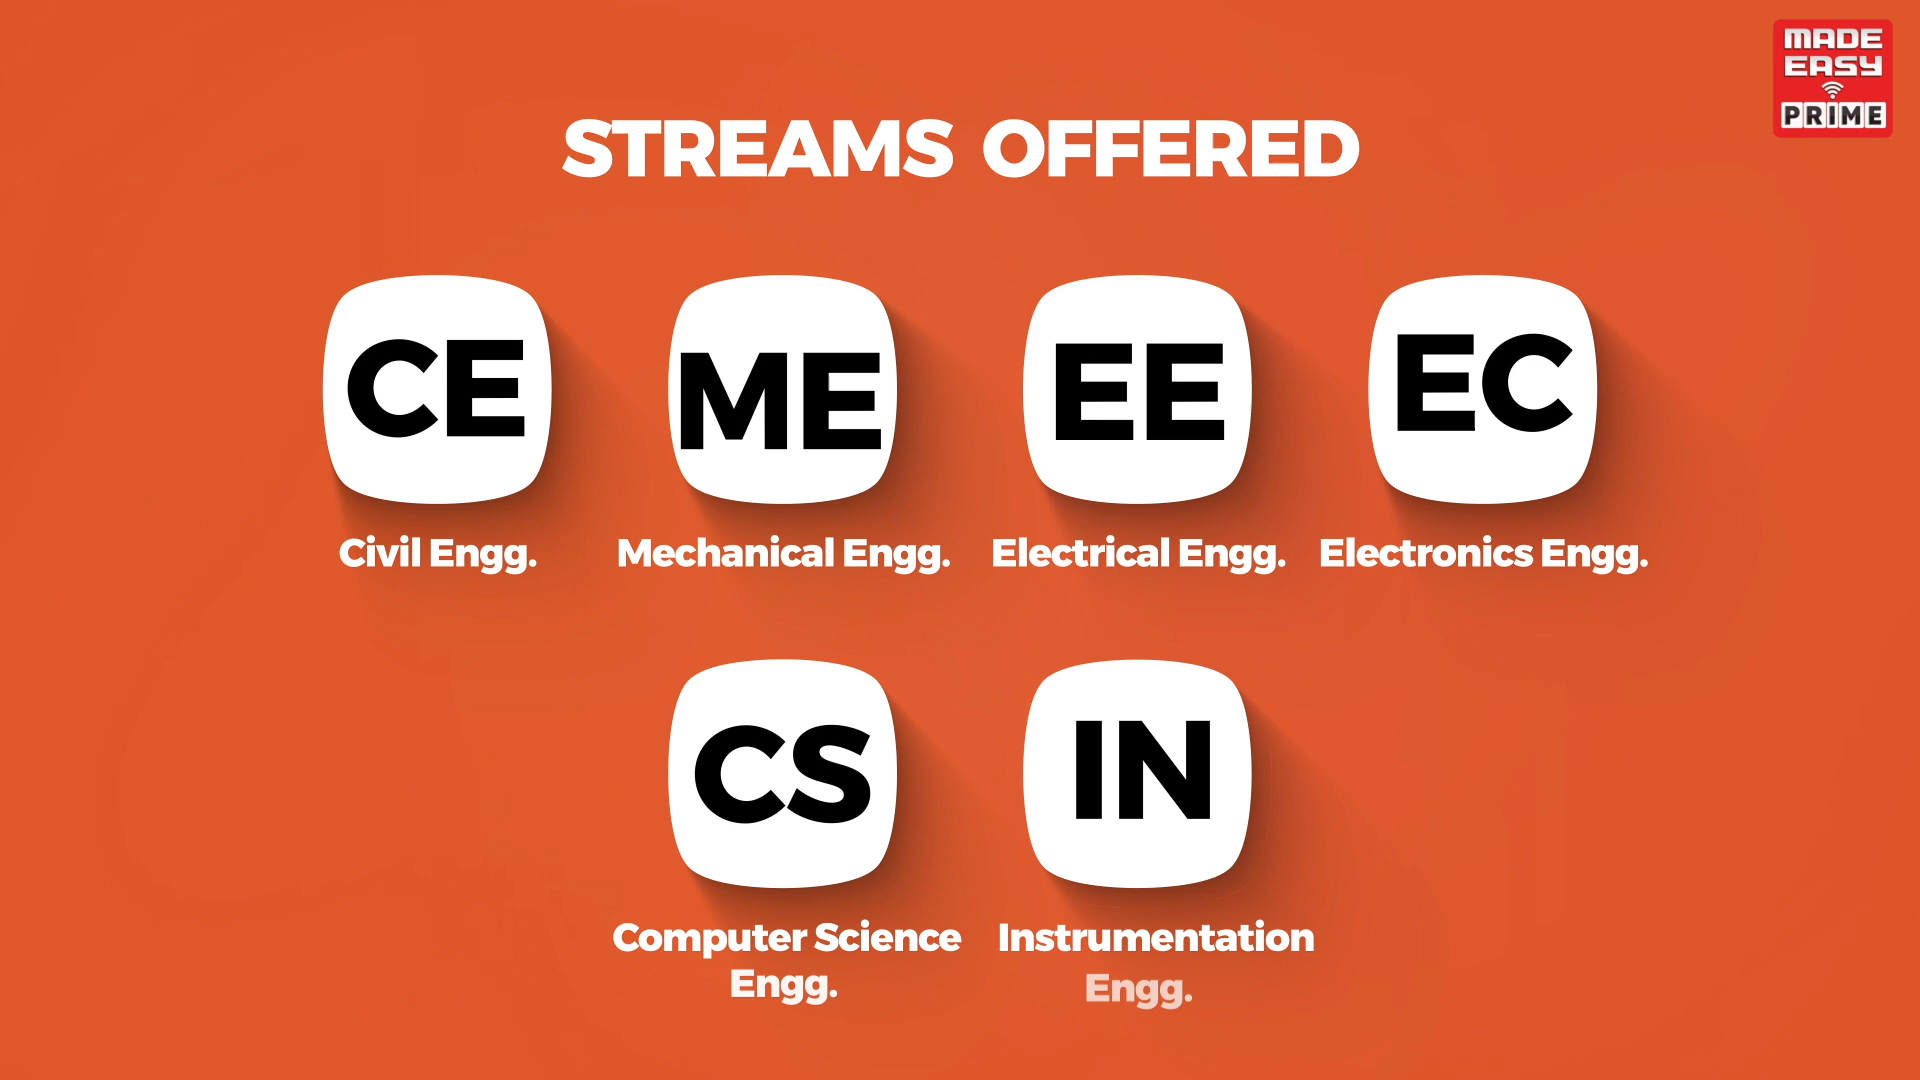 MADE
EASY
PRIME
STREAMS OFFERED
CE
ME
EE
EC
Civil Engg.
Mechanical Engg.
Electrical Engg.
Electronics Engg.
CS
IN
Computer Science
Engg.
Instrumentation
Engg.